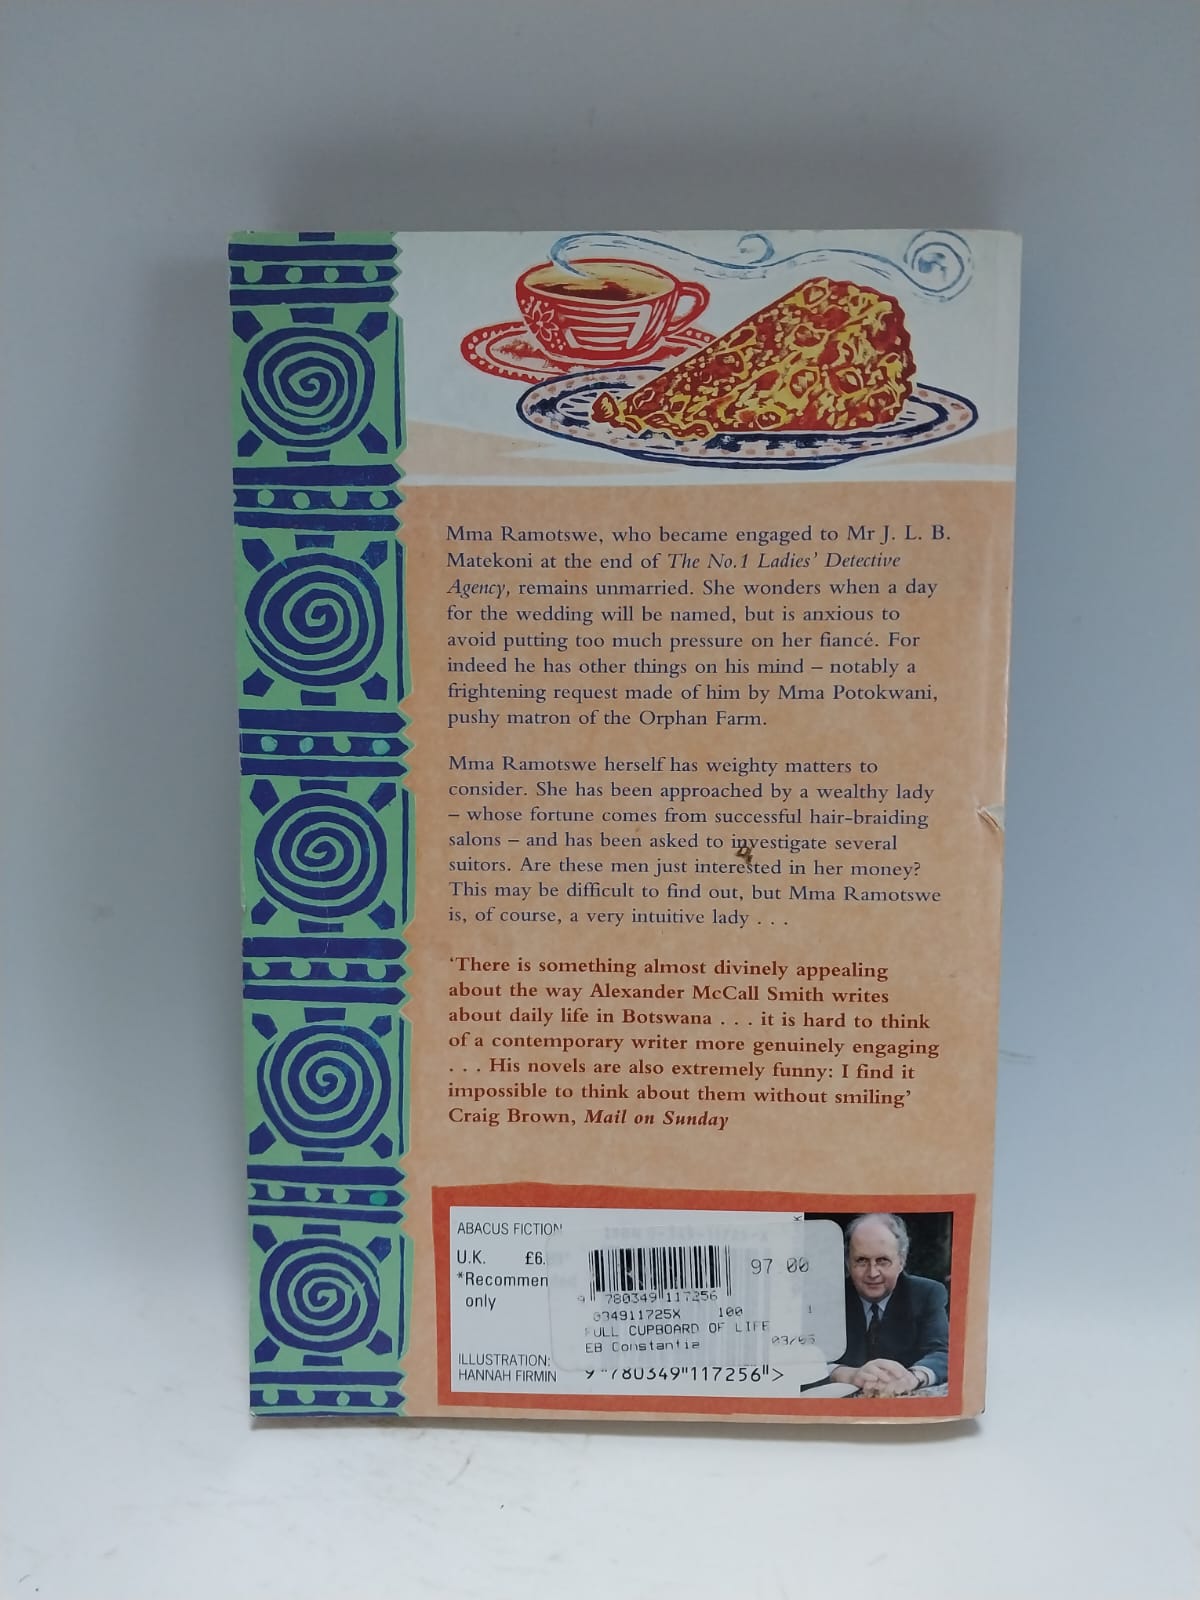 Mma Ramotswe, who became engaged to Mr J. L. B.
Matekoni at the end of The No.1 Ladies' Detective
Agency, remains unmarried. She wonders when a day
for the wedding will be named, but is anxious to
avoid putting too much pressure on her fiancé. For
indeed he has other things on his mind – notably a
frightening request made of him by Mma Potokwani,
pushy matron of the Orphan Farm.
Mma Ramotswe herself has weighty matters to
consider. She has been approached by a wealthy lady
– whose fortune comes from successful hair-braiding
salons – and has been asked to investigate several
suitors. Are these men just interested in her money?
This may be difficult to find out, but Mma Ramotswe
is, of course, a very intuitive lady . . .
'There is something almost divinely appealing
about the way Alexander McCall Smith writes
about daily life in Botswana . . . it is hard to think
of a contemporary writer more genuinely engaging
. . . His novels are also extremely funny: I find it
impossible to think about them without smiling'
Craig Brown, Mail on Sunday
ABACUS FICTION
U.K. £6.
*Recommen
only
ILLUSTRATION:
HANNAH FIRMIN
97 00
9 780349 117256
034911725X 100
FULL CUPBOARD OF LIFE
EB Constantia 03/05
9 780349 117256 >